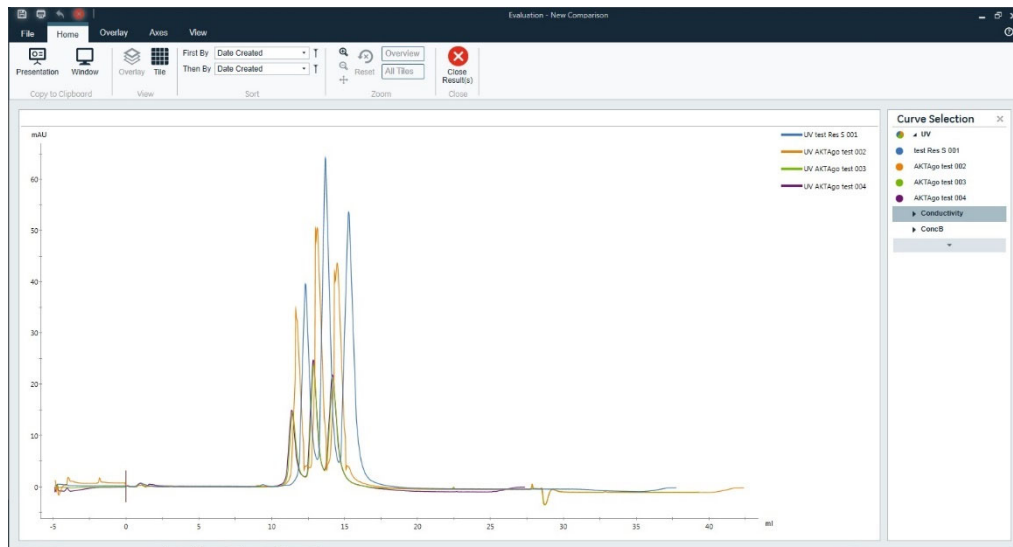 Evaluation - New Comparison
File Home Overlay Axes View
First By Date Created
Overview
Then By Date Created
All Tiles
Presentation Window Overlay Tile Reset Close Result(s)
Copy to Clipboard View Sort Zoom Close
mAU
UV test Res S 001
UV AKTAgo test 002
UV AKTAgo test 003
UV AKTAgo test 004
60
50
40
30
20
10
0
-5 0 5 10 15 20 25 30 35 40 ml
Curve Selection
UV
test Res S 001
AKTAgo test 002
AKTAgo test 003
AKTAgo test 004
Conductivity
ConcB